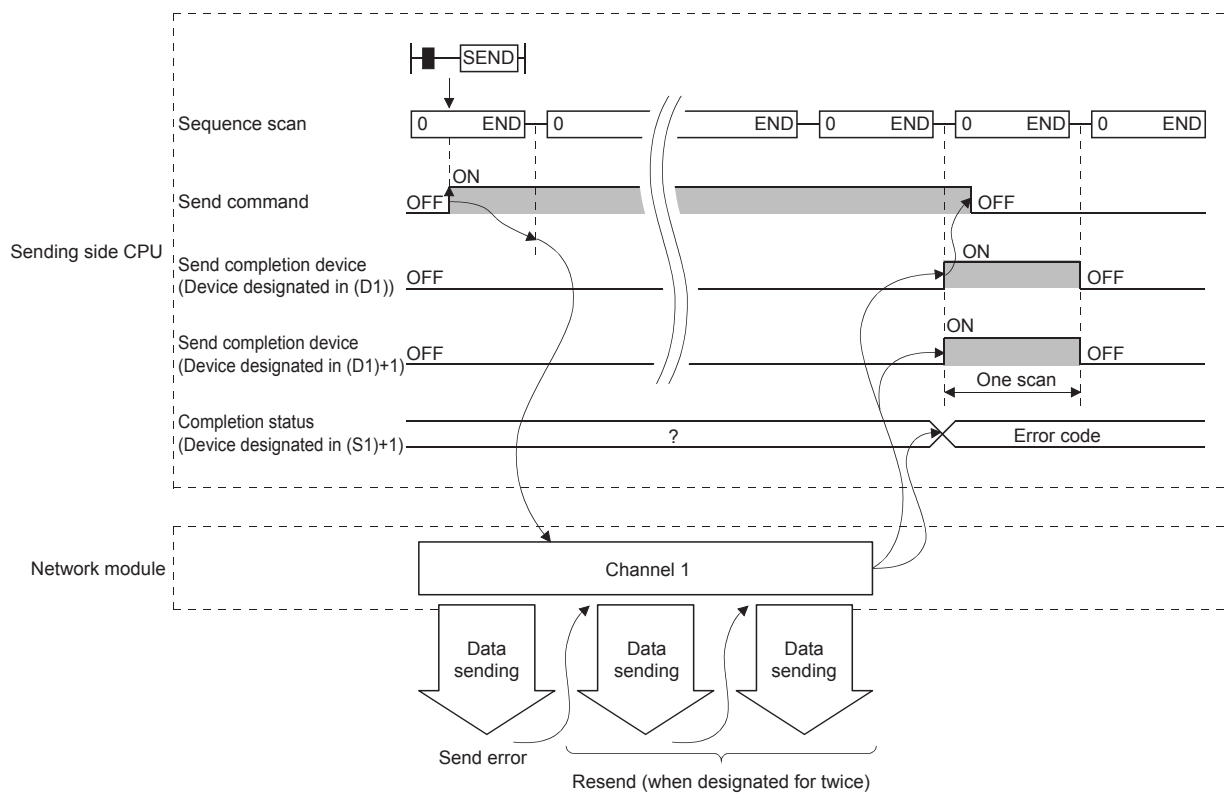 SEND
Sequence scan
0 END 0 END 0 END 0 END 0 END
ON
Send command
OFF
OFF
Sending side CPU
Send completion device
(Device designated in (D1))
OFF
ON
OFF
Send completion device
(Device designated in (D1)+1)
OFF
ON
OFF
One scan
Completion status
(Device designated in (S1)+1)
?
Error code
Network module
Channel 1
Data
sending
Data
sending
Data
sending
Send error
Resend (when designated for twice)